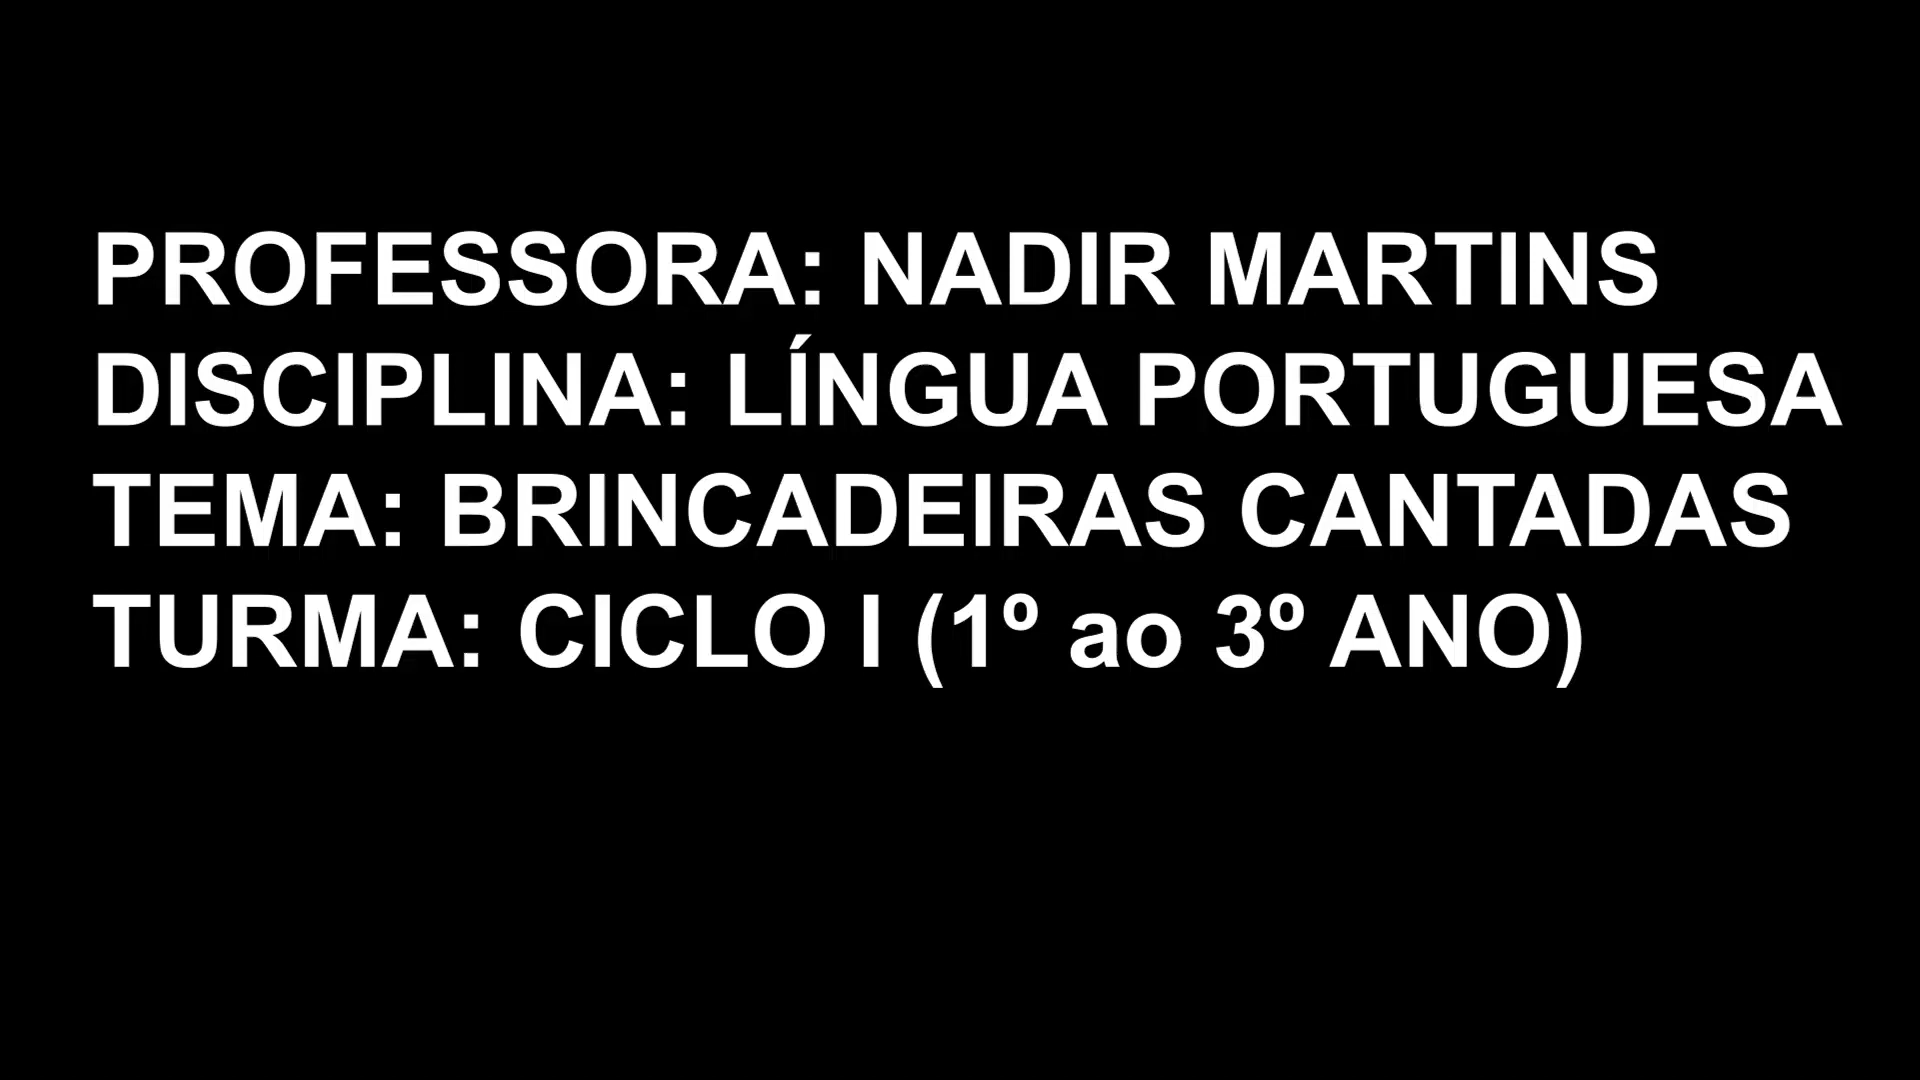 PROFESSORA: NADIR MARTINS
DISCIPLINA: LÍNGUA PORTUGUESA
TEMA: BRINCADEIRAS CANTADAS
TURMA: CICLO I (1º ao 3º ANO)